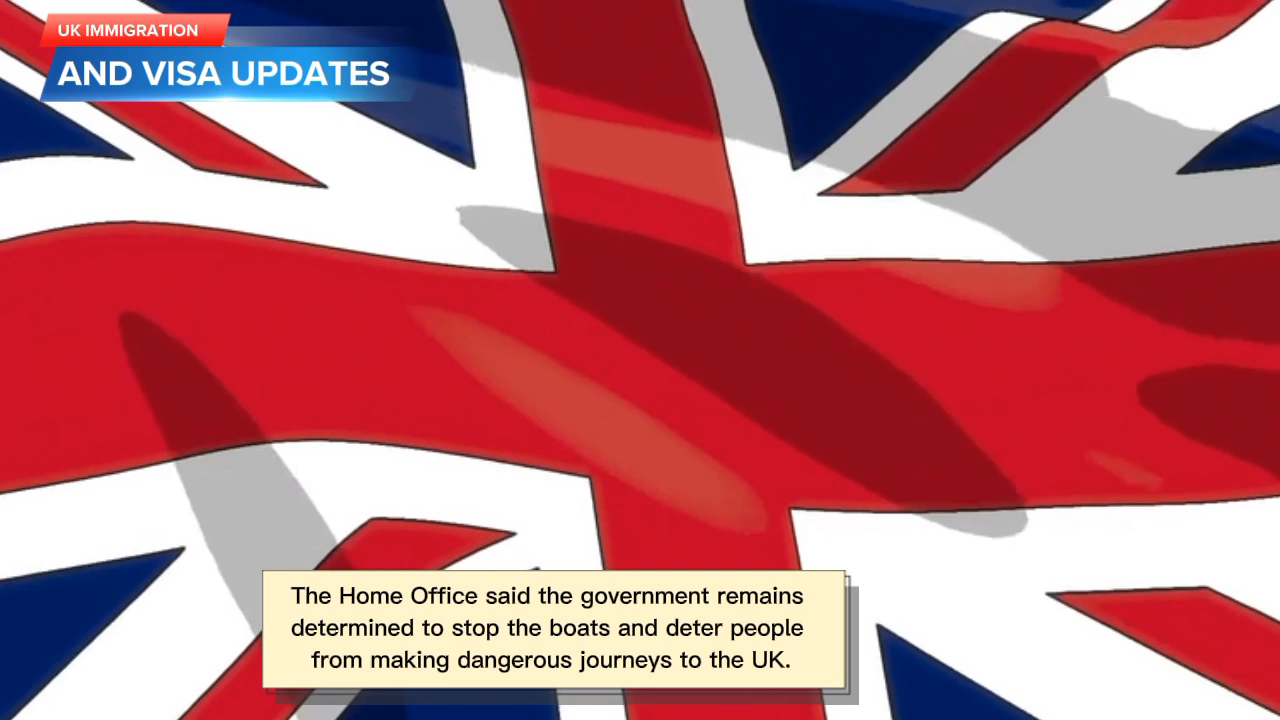 UK IMMIGRATION
AND VISA UPDATES
The Home Office said the government remains
determined to stop the boats and deter people
from making dangerous journeys to the UK.